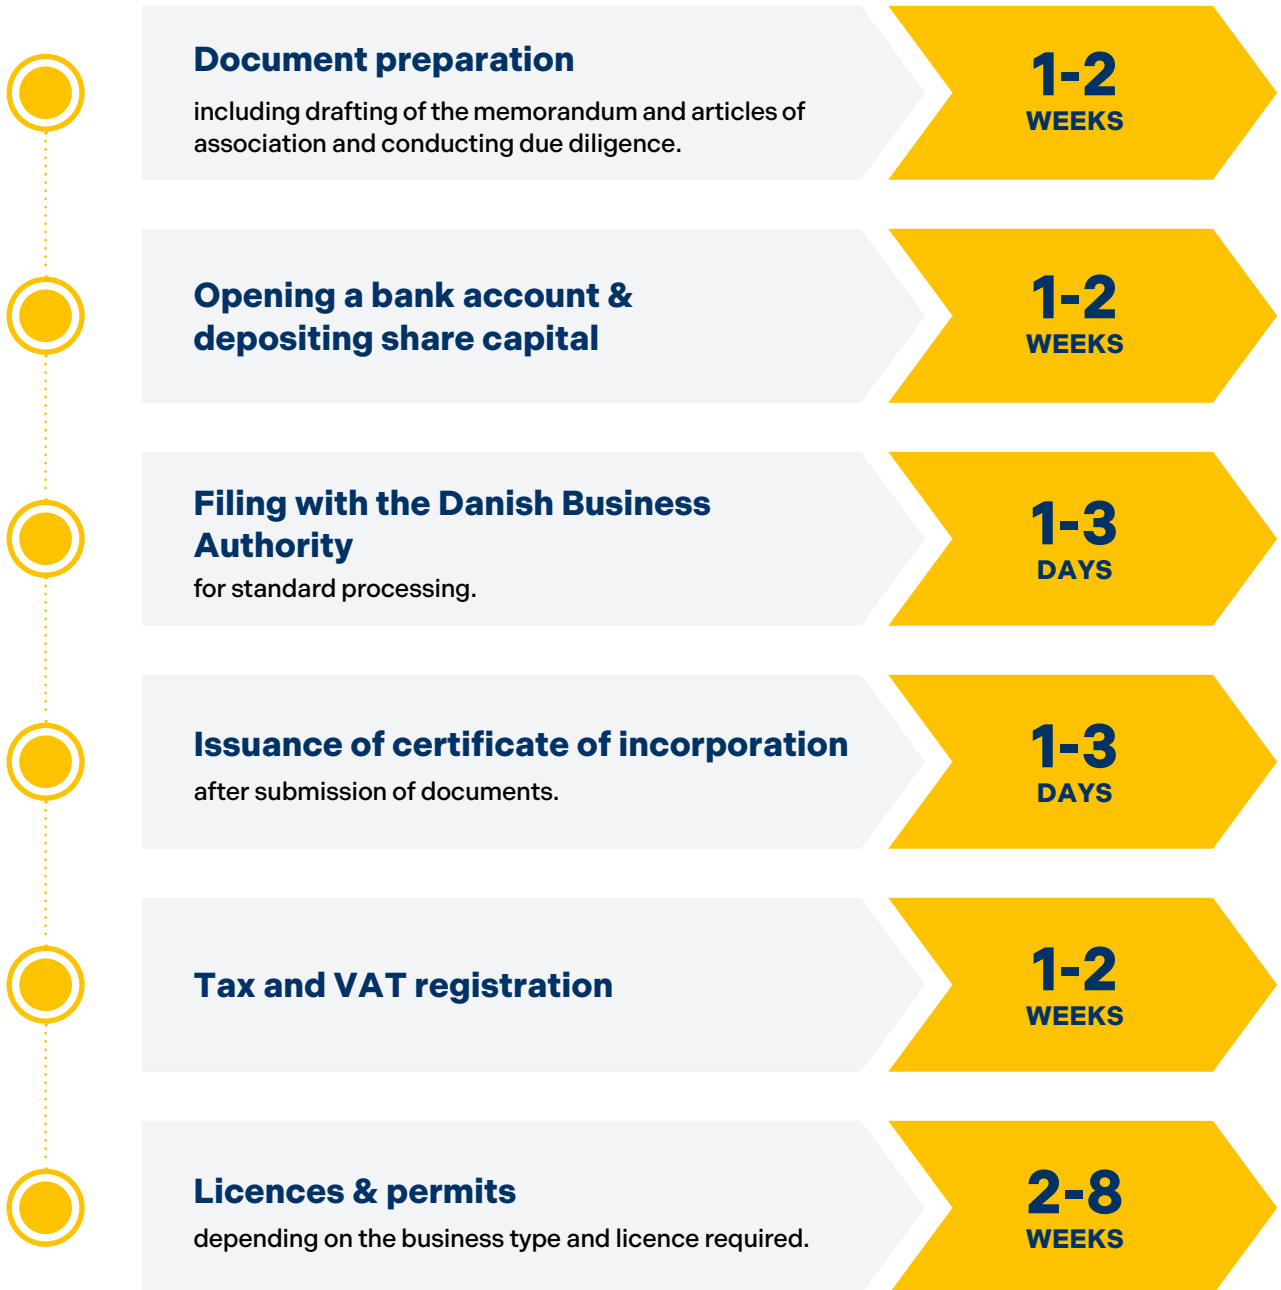 Document preparation
including drafting of the memorandum and articles of
association and conducting due diligence.
1-2
WEEKS
Opening a bank account &
depositing share capital
1-2
WEEKS
Filing with the Danish Business
Authority
for standard processing.
1-3
DAYS
Issuance of certificate of incorporation
after submission of documents.
1-3
DAYS
Tax and VAT registration
1-2
WEEKS
Licences & permits
depending on the business type and licence required.
2-8
WEEKS